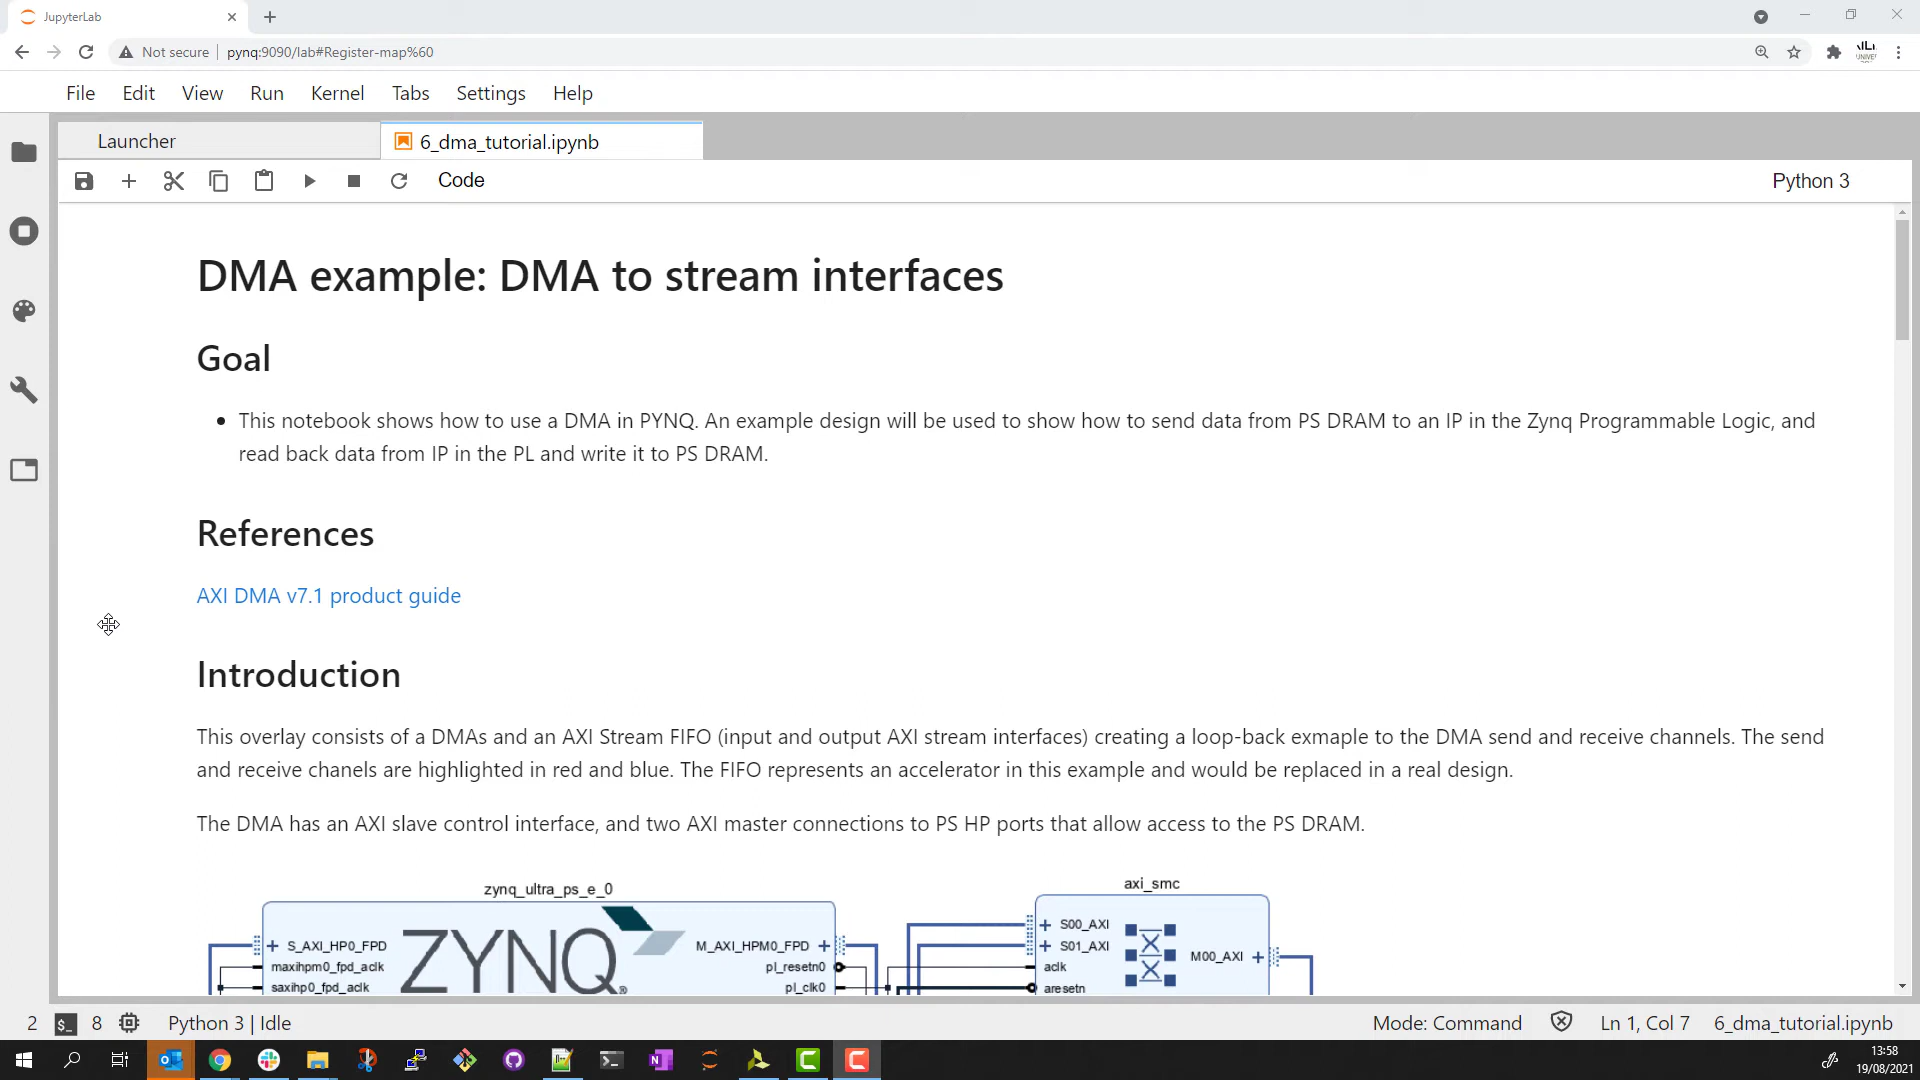 JupyterLab
Not secure
pynq:9090/lab#Register-map%60
File Edit View Run Kernel Tabs Settings Help
Launcher
6_dma_tutorial.ipynb
Code
Python 3
DMA example: DMA to stream interfaces
Goal
This notebook shows how to use a DMA in PYNQ. An example design will be used to show how to send data from PS DRAM to an IP in the Zynq Programmable Logic, and
read back data from IP in the PL and write it to PS DRAM.
References
AXI DMA v7.1 product guide
Introduction
This overlay consists of a DMAs and an AXI Stream FIFO (input and output AXI stream interfaces) creating a loop-back exmaple to the DMA send and receive channels. The send
and receive chanels are highlighted in red and blue. The FIFO represents an accelerator in this example and would be replaced in a real design.
The DMA has an AXI slave control interface, and two AXI master connections to PS HP ports that allow access to the PS DRAM.
zynq_ultra_ps_e_0
axi_smc
S_AXI_HP0_FPD
maxihpm0_fpd_aclk
saxihp0_fpd_aclk
ZYNQ
M_AXI_HPM0_FPD
pl_resetn0
pl_clk0
S00_AXI
S01_AXI
aclk
aresetn
M00_AXI
2
8
Python 3 | Idle
Mode: Command
Ln 1, Col 7
6_dma_tutorial.ipynb
13:58
19/08/2021